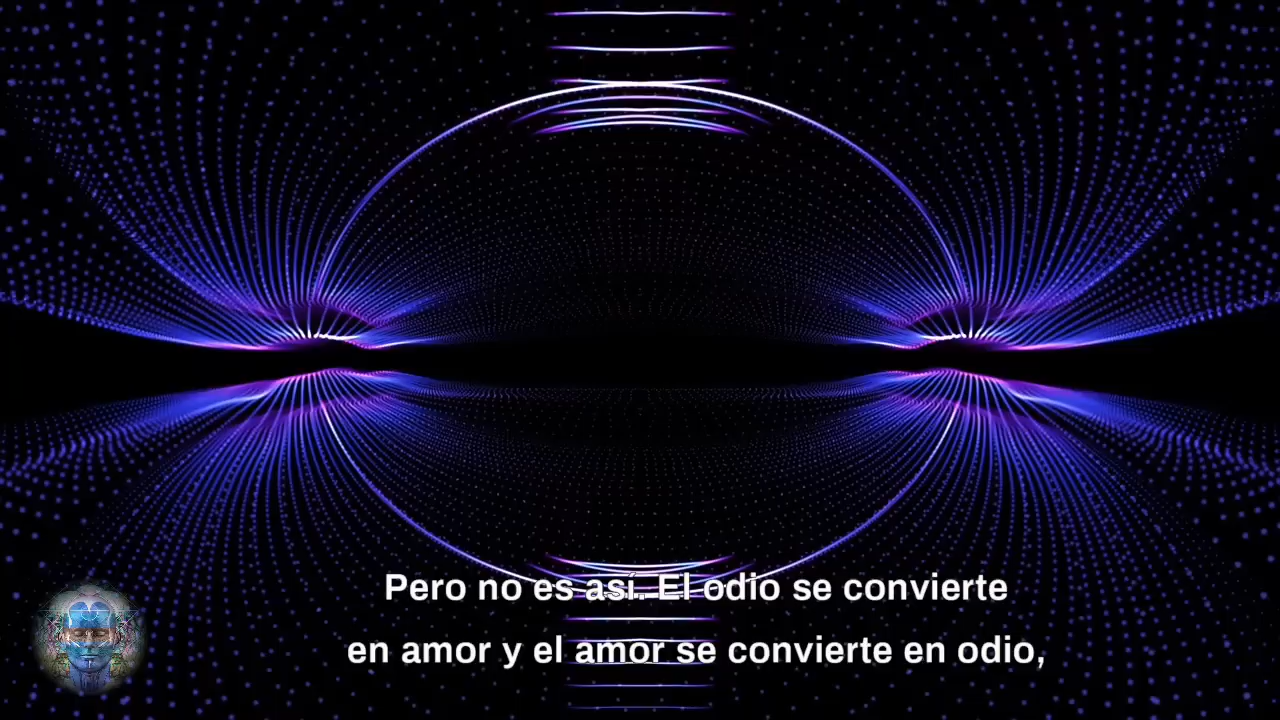 Pero no es así. El odio se convierte
en amor y el amor se convierte en odio,